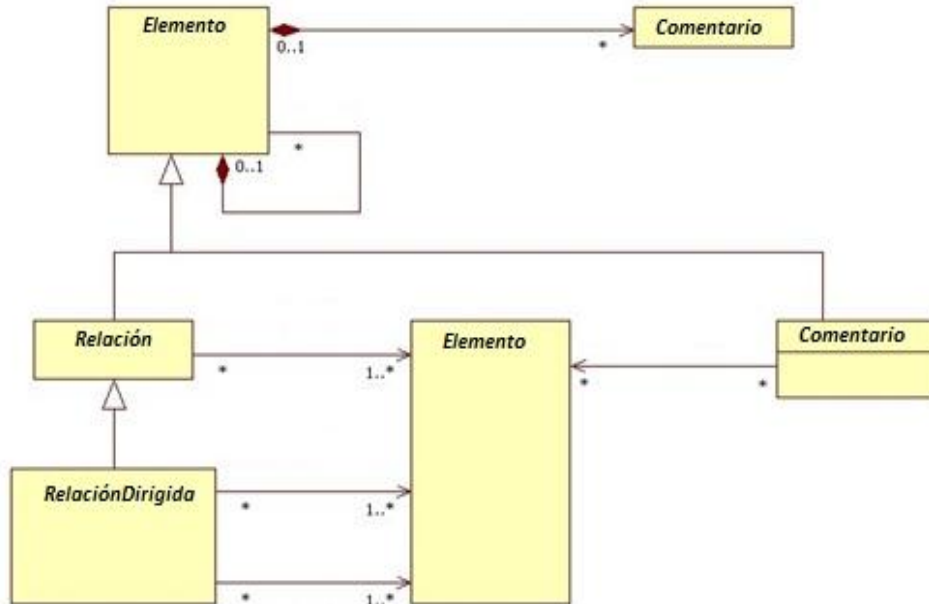 Elemento
Comentario
0..1
*
*
0..1
Relación
Elemento
Comentario
*
1..*
*
*
RelaciónDirigida
*
1..*
*
1..*